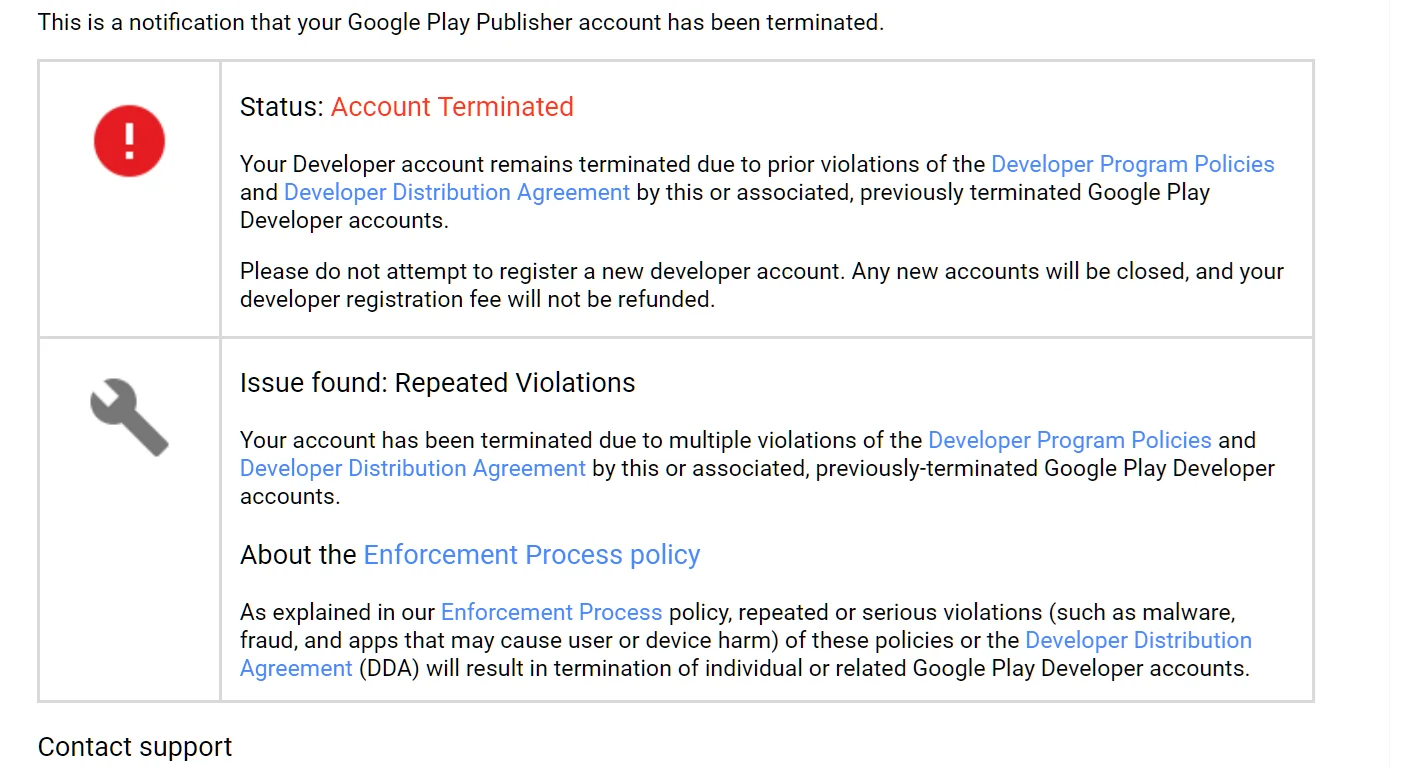 This is a notification that your Google Play Publisher account has been terminated.
Status: Account Terminated
Your Developer account remains terminated due to prior violations of the Developer Program Policies
and Developer Distribution Agreement by this or associated, previously terminated Google Play
Developer accounts.
Please do not attempt to register a new developer account. Any new accounts will be closed, and your
developer registration fee will not be refunded.
Issue found: Repeated Violations
Your account has been terminated due to multiple violations of the Developer Program Policies and
Developer Distribution Agreement by this or associated, previously-terminated Google Play Developer
accounts.
About the Enforcement Process policy
As explained in our Enforcement Process policy, repeated or serious violations (such as malware,
fraud, and apps that may cause user or device harm) of these policies or the Developer Distribution
Agreement (DDA) will result in termination of individual or related Google Play Developer accounts.
Contact support